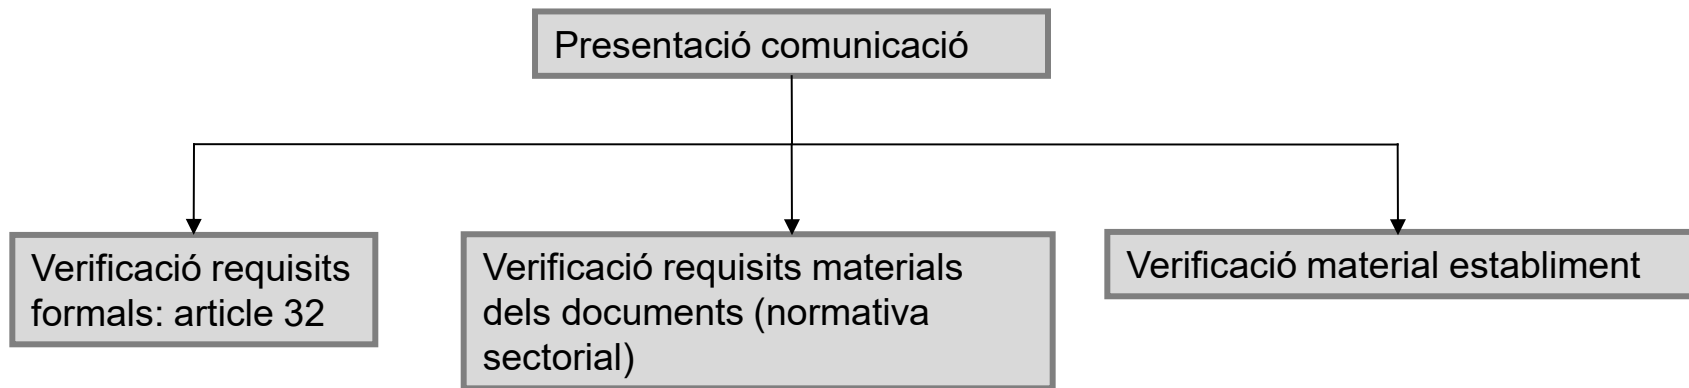 Presentació comunicació
Verificació requisits
formals: article 32
Verificació requisits materials
dels documents (normativa
sectorial)
Verificació material establiment